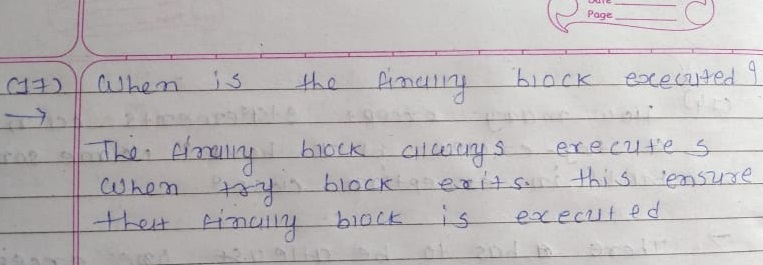 Date
Page
(17) When is the finally block executed ?
→
The finally block always executes
when try block exits. this ensure
that finally block is executed